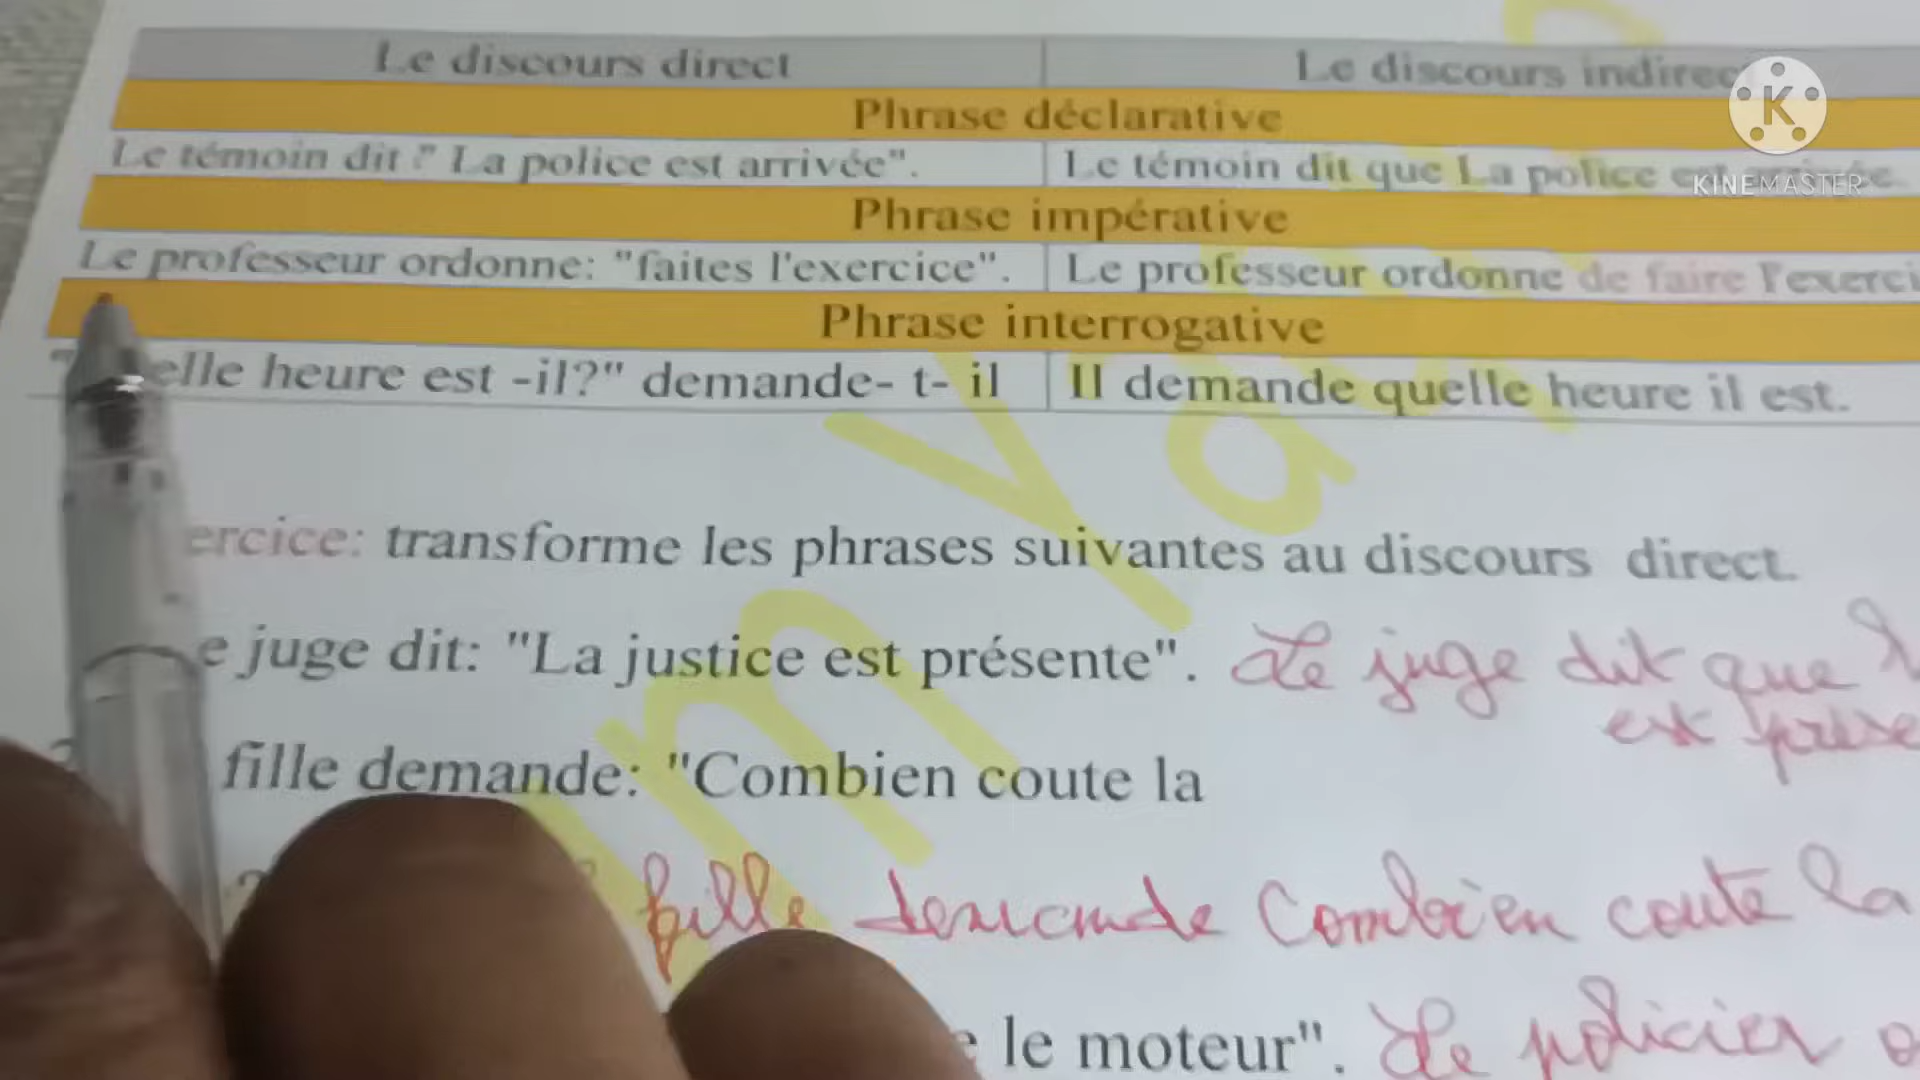 Le discours direct Le discours indirect
Phrase déclarative
Le témoin dit :" La police est arrivée". Le témoin dit que La police est arrivée.
KINEMASTER
Phrase impérative
Le professeur ordonne: "faites l'exercice". Le professeur ordonne de faire l'exerci
Phrase interrogative
elle heure est -il?" demande- t- il Il demande quelle heure il est.
ercice: transforme les phrases suivantes au discours direct.
e juge dit: "La justice est présente". Le juge dit que
est prése
fille demande: "Combien coute la
fille demande Combien coute la
le moteur". Le policier o